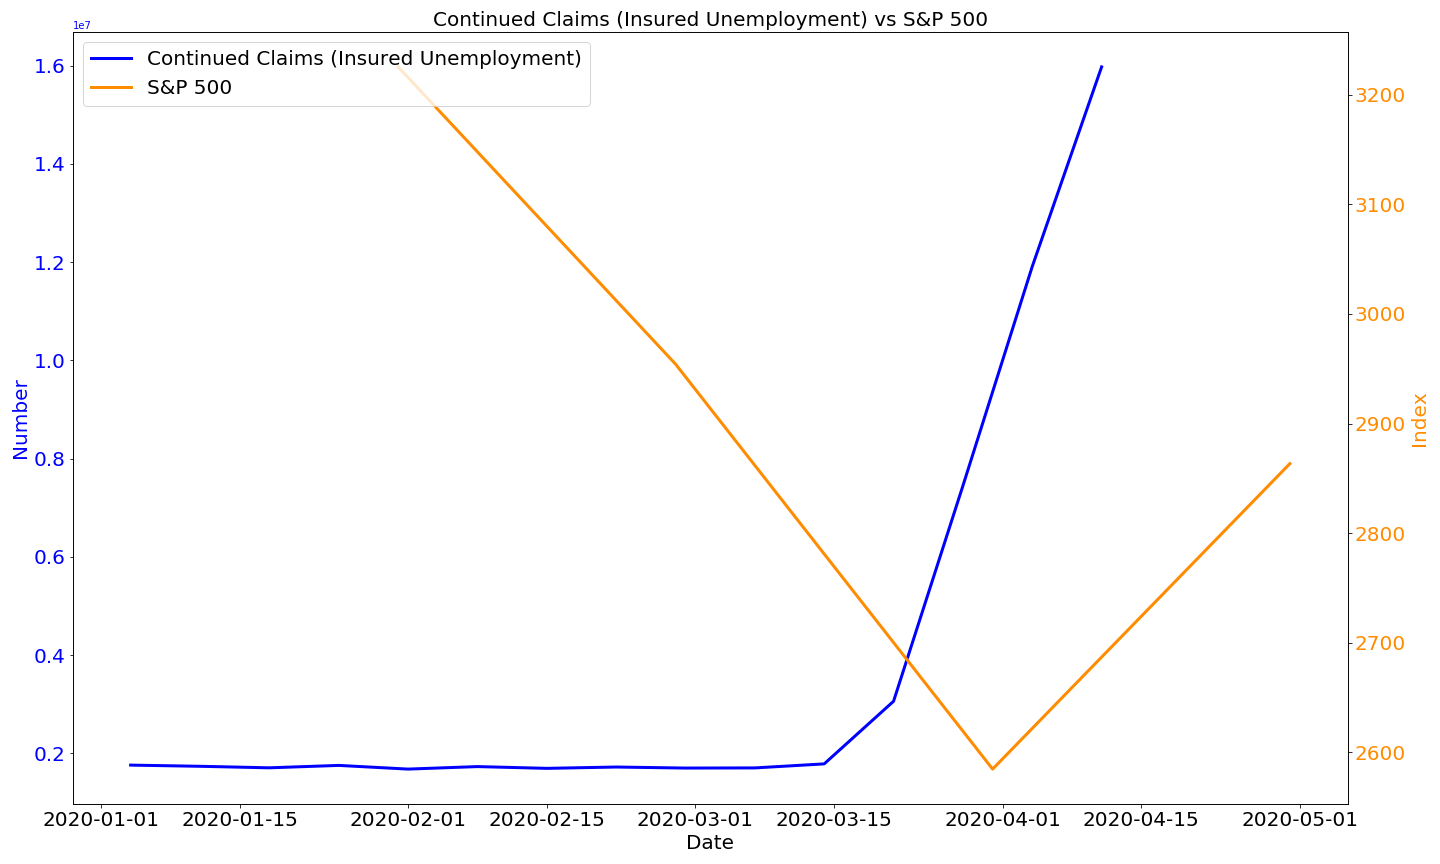 Continued Claims (Insured Unemployment) vs S&P 500
1e7
Continued Claims (Insured Unemployment)
S&P 500
1.6
1.4
1.2
1.0
0.8
0.6
0.4
0.2
Number
3200
3100
3000
2900
2800
2700
2600
Index
2020-01-01 2020-01-15 2020-02-01 2020-02-15 2020-03-01 2020-03-15 2020-04-01 2020-04-15 2020-05-01
Date